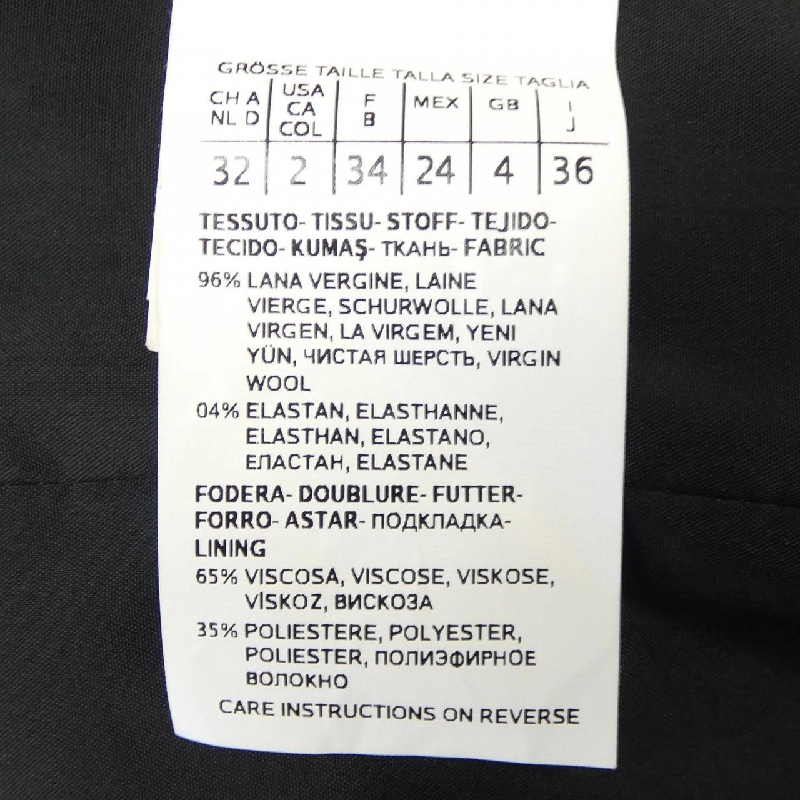 GRÖSSE TAILLE TALLA SIZE TAGLIA
CH A NL D | USA CA COL | F B | MEX | GB | I J
32 | 2 | 34 | 24 | 4 | 36
TESSUTO- TISSU- STOFF- TEJIDO-
TECIDO- KUMAŞ- ТКАНЬ- FABRIC
96% LANA VERGINE, LAINE
VIERGE, SCHURWOLLE, LANA
VIRGEN, LA VIRGEM, YENI
YÜN, ЧИСТАЯ ШЕРСТЬ, VIRGIN
WOOL
04% ELASTAN, ELASTHANNE,
ELASTHAN, ELASTANO,
ЕЛАСТАН, ELASTANE
FODERA- DOUBLURE- FUTTER-
FORRO- ASTAR- ПОДКЛАДКА-
LINING
65% VISCOSA, VISCOSE, VISKOSE,
VİSKOZ, ВИСКОЗА
35% POLIESTERE, POLYESTER,
POLIESTER, ПОЛИЭФИРНОЕ
ВОЛОКНО
CARE INSTRUCTIONS ON REVERSE